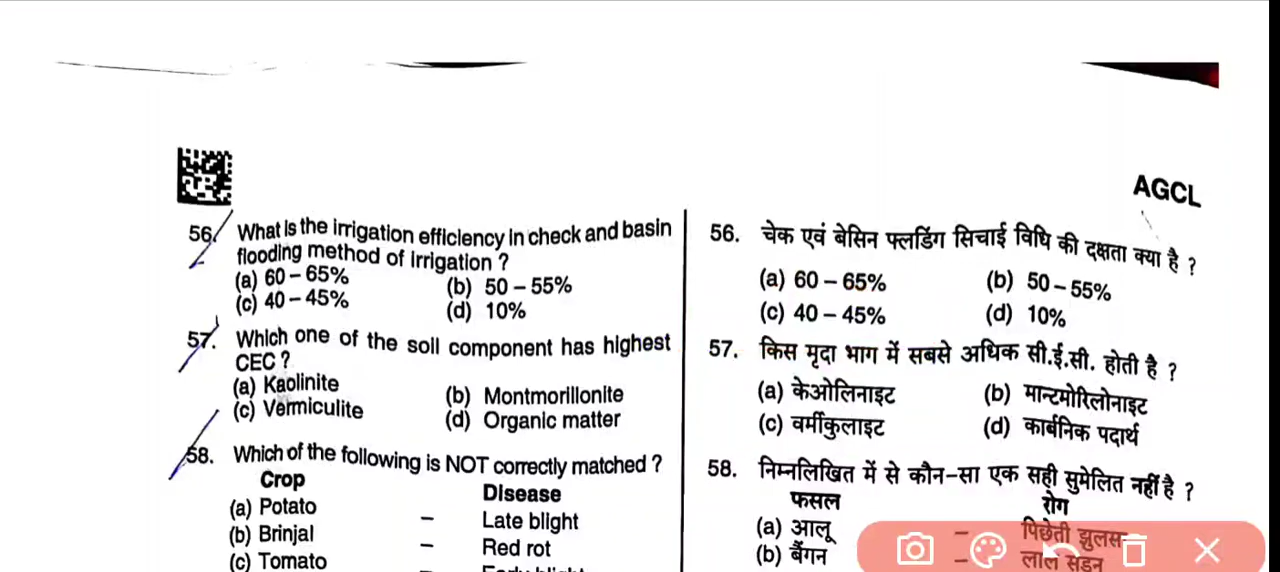 AGCL
56. What is the irrigation efficiency in check and basin
flooding method of irrigation ?
(a) 60 – 65%
(b) 50 – 55%
(c) 40 – 45%
(d) 10%
57. Which one of the soil component has highest
CEC ?
(a) Kaolinite
(b) Montmorillonite
(c) Vermiculite
(d) Organic matter
58. Which of the following is NOT correctly matched ?
Crop
Disease
(a) Potato – Late blight
(b) Brinjal – Red rot
(c) Tomato
56. चेक एवं बेसिन फ्लडिंग सिचाई विधि की दक्षता क्या है ?
(a) 60 – 65%
(b) 50 – 55%
(c) 40 – 45%
(d) 10%
57. किस मृदा भाग में सबसे अधिक सी.ई.सी. होती है ?
(a) केओलिनाइट
(b) मान्टमोरिलोनाइट
(c) वर्मीकुलाइट
(d) कार्बनिक पदार्थ
58. निम्नलिखित में से कौन–सा एक सही सुमेलित नहीं है ?
फसल
रोग
(a) आलू – पिछेती झुलस
(b) बैंगन – लाल सड़न